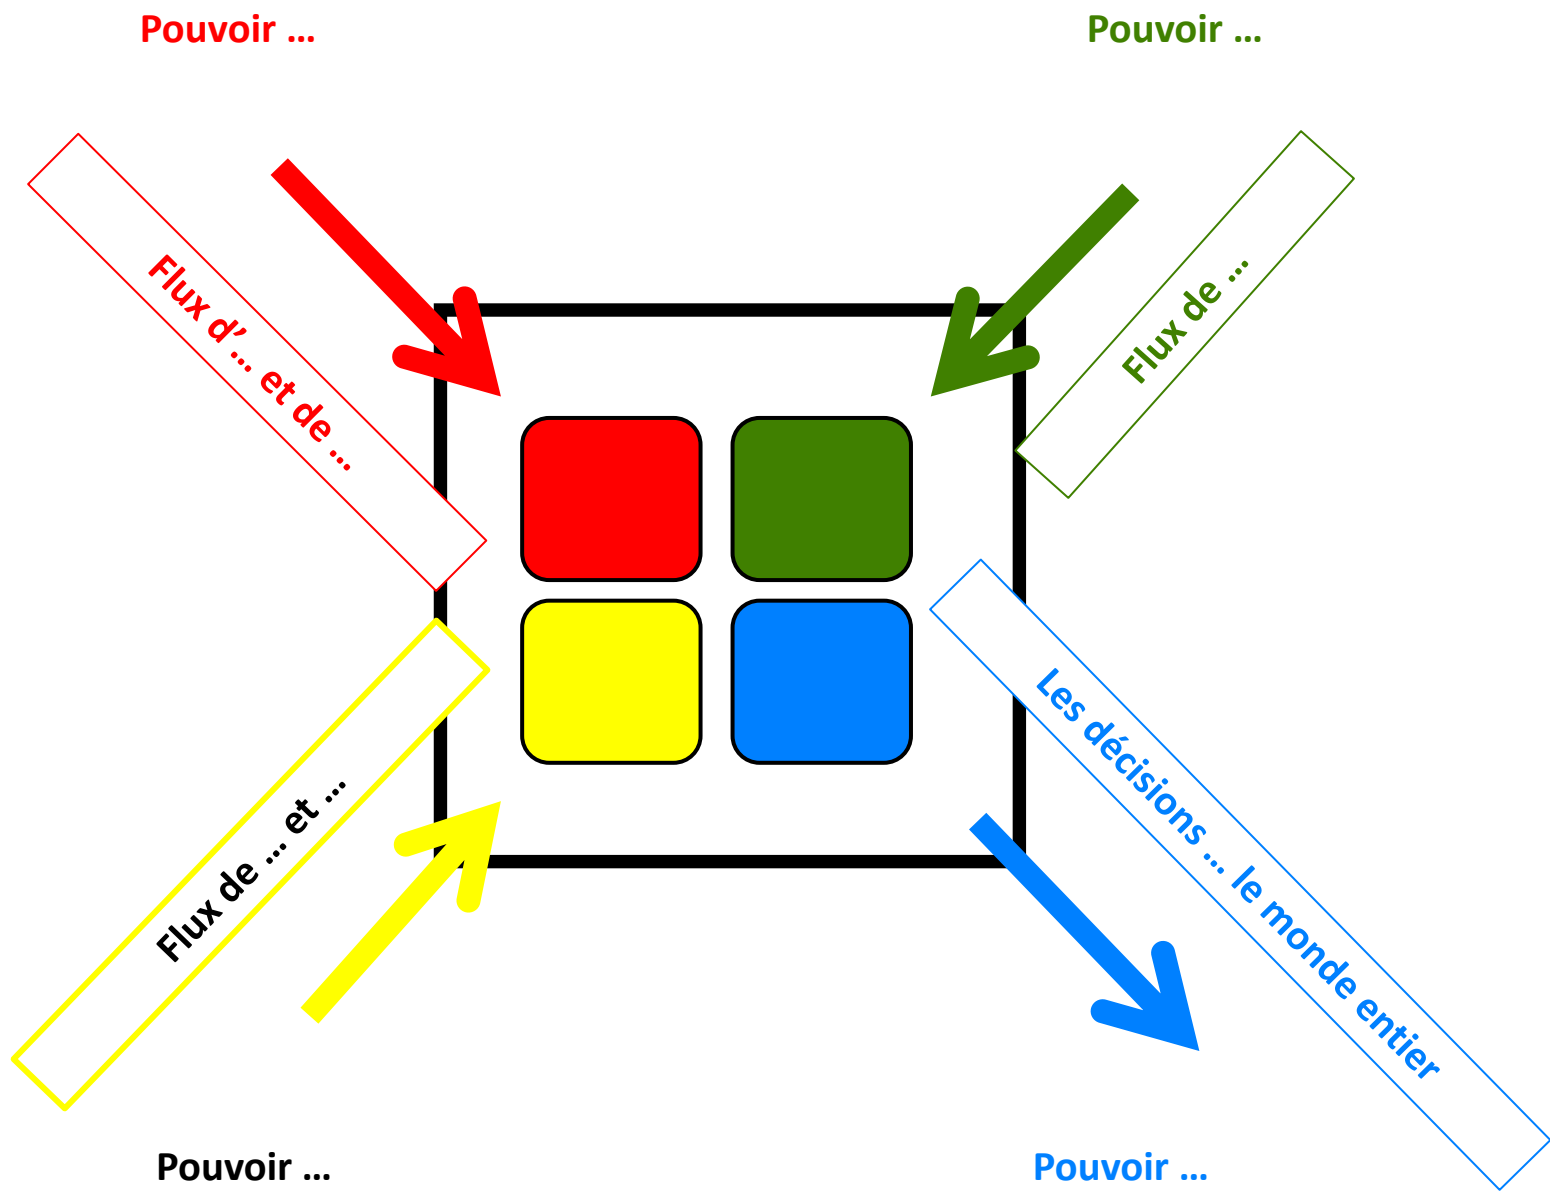 Pouvoir ...
Pouvoir ...
Flux d’... et de ...
Flux de ...
Flux de ... et ...
Les décisions ... le monde entier
Pouvoir ...
Pouvoir ...